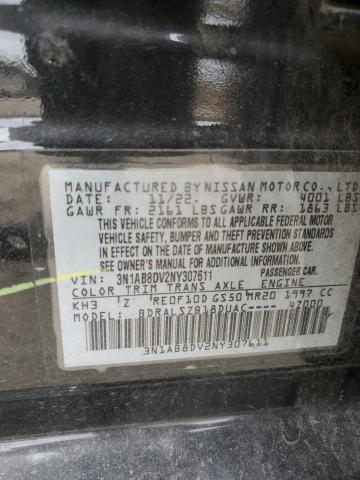 MANUFACTURED BY NISSAN MOTOR CO., LTD
DATE: 11/22 GVWR: 4001 LBS
GAWR FR: 2161 LBS GAWR RR: 1863 LBS
THIS VEHICLE CONFORMS TO ALL APPLICABLE FEDERAL MOTOR
VEHICLE SAFETY, BUMPER AND THEFT PREVENTION
STANDARDS IN EFFECT ON THE DATE OF
MANUFACTURE SHOWN ABOVE.
SEE OWNER'S MANUAL FOR ADDITIONAL INFORMATION.
VIN: 3N1AB8DV2NY307611 PASSENGER CAR.
COLOR TRIM TRANS AXLE ENGINE
KH3 'Z RE0F10D GS50 MR20 1997 CC
MODEL: BDRALSZB18DUAC---- 4Z000
3N1AB8DV2NY307611